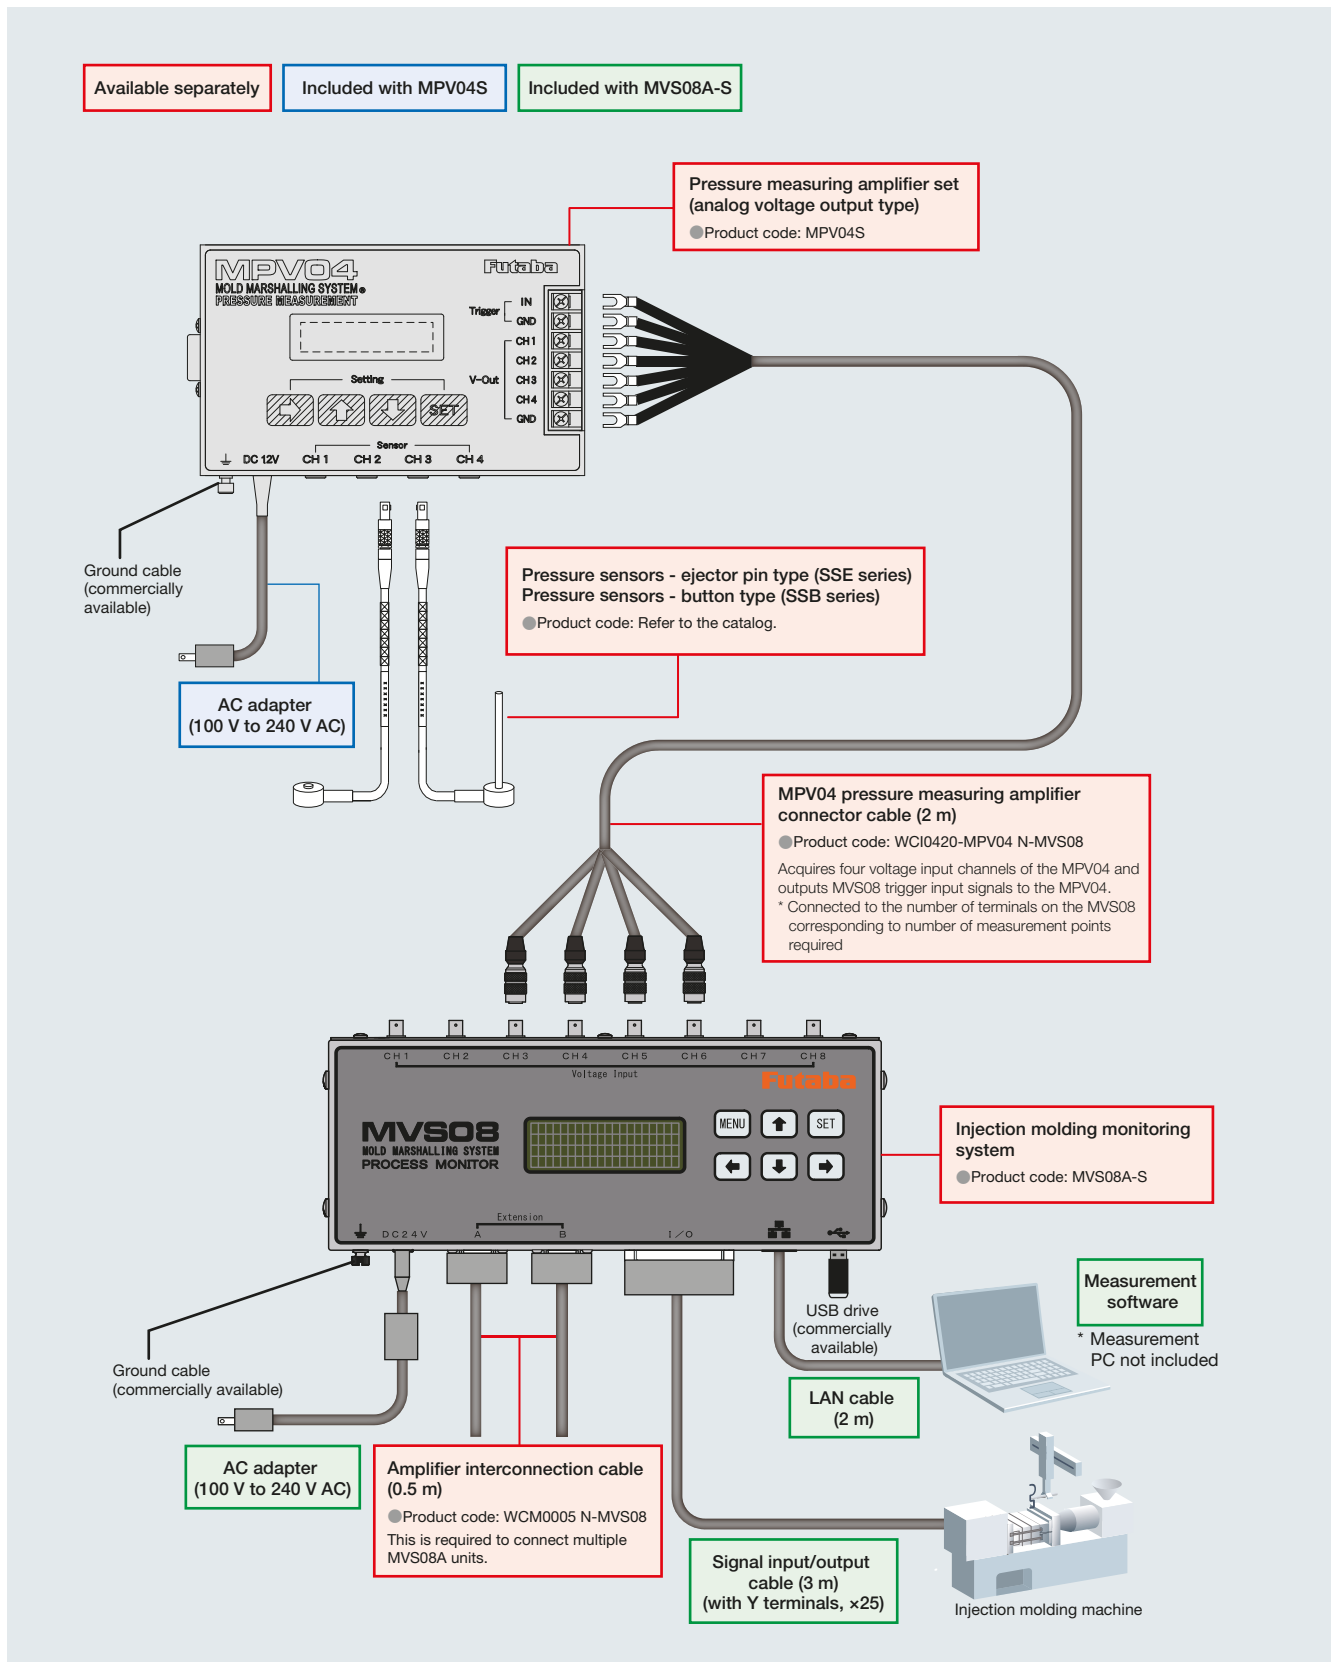 Available separately
Included with MPV04S
Included with MVS08A-S
Pressure measuring amplifier set
(analog voltage output type)
●Product code: MPV04S
MPV04
Futaba
MOLD MARSHALLING SYSTEM®
PRESSURE MEASUREMENT
Trigger
IN
GND
V-Out
CH 1
CH 2
CH 3
CH 4
GND
Setting
SET
Sensor
DC 12V
CH 1
CH 2
CH 3
CH 4
Ground cable
(commercially
available)
Pressure sensors - ejector pin type (SSE series)
Pressure sensors - button type (SSB series)
●Product code: Refer to the catalog.
AC adapter
(100 V to 240 V AC)
MPV04 pressure measuring amplifier
connector cable (2 m)
●Product code: WCI0420-MPV04 N-MVS08
Acquires four voltage input channels of the MPV04 and
outputs MVS08 trigger input signals to the MPV04.
* Connected to the number of terminals on the MVS08
corresponding to number of measurement points
required
CH1
CH2
CH3
CH4
CH5
CH6
CH7
CH8
Voltage Input
Futaba
MVS08
MOLD MARSHALLING SYSTEM
PROCESS MONITOR
MENU
SET
Injection molding monitoring
system
●Product code: MVS08A-S
DC24V
Extension
A
B
I/O
USB drive
(commercially
available)
Measurement
software
* Measurement
PC not included
Ground cable
(commercially available)
LAN cable
(2 m)
AC adapter
(100 V to 240 V AC)
Amplifier interconnection cable
(0.5 m)
●Product code: WCM0005 N-MVS08
This is required to connect multiple
MVS08A units.
Signal input/output
cable (3 m)
(with Y terminals, ×25)
Injection molding machine